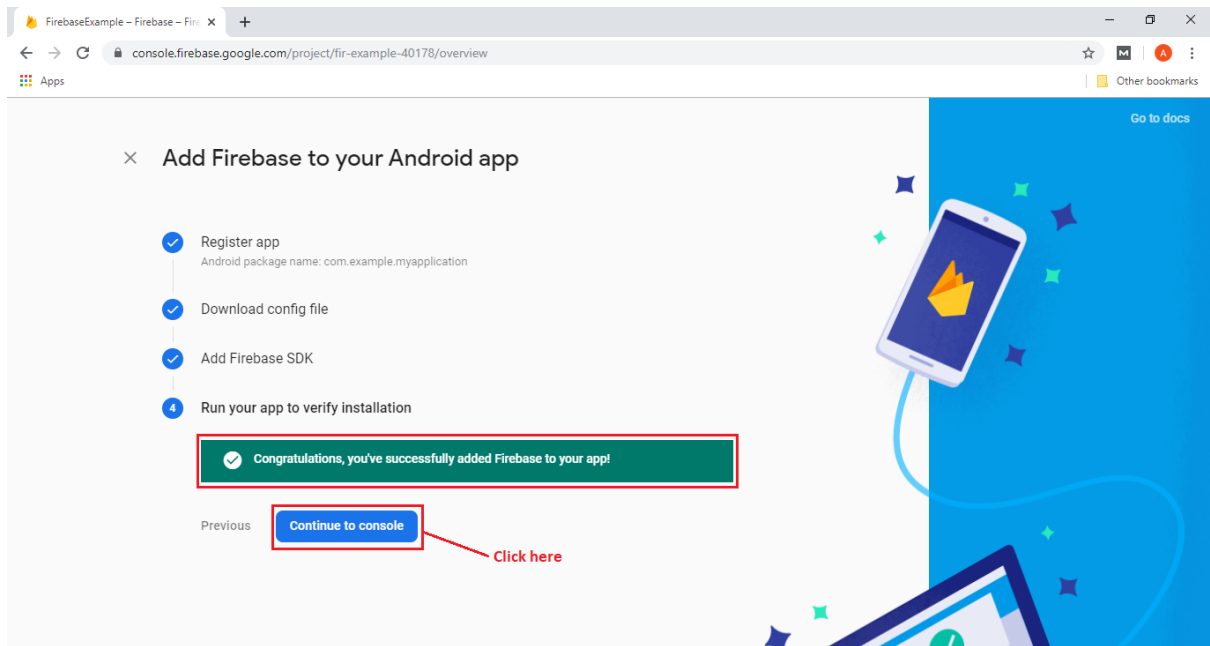 FirebaseExample – Firebase – Fire
console.firebase.google.com/project/fir-example-40178/overview
M
A
Apps
Other bookmarks
Go to docs
Add Firebase to your Android app
Register app
Android package name: com.example.myapplication
Download config file
Add Firebase SDK
4 Run your app to verify installation
Congratulations, you've successfully added Firebase to your app!
Previous Continue to console
Click here